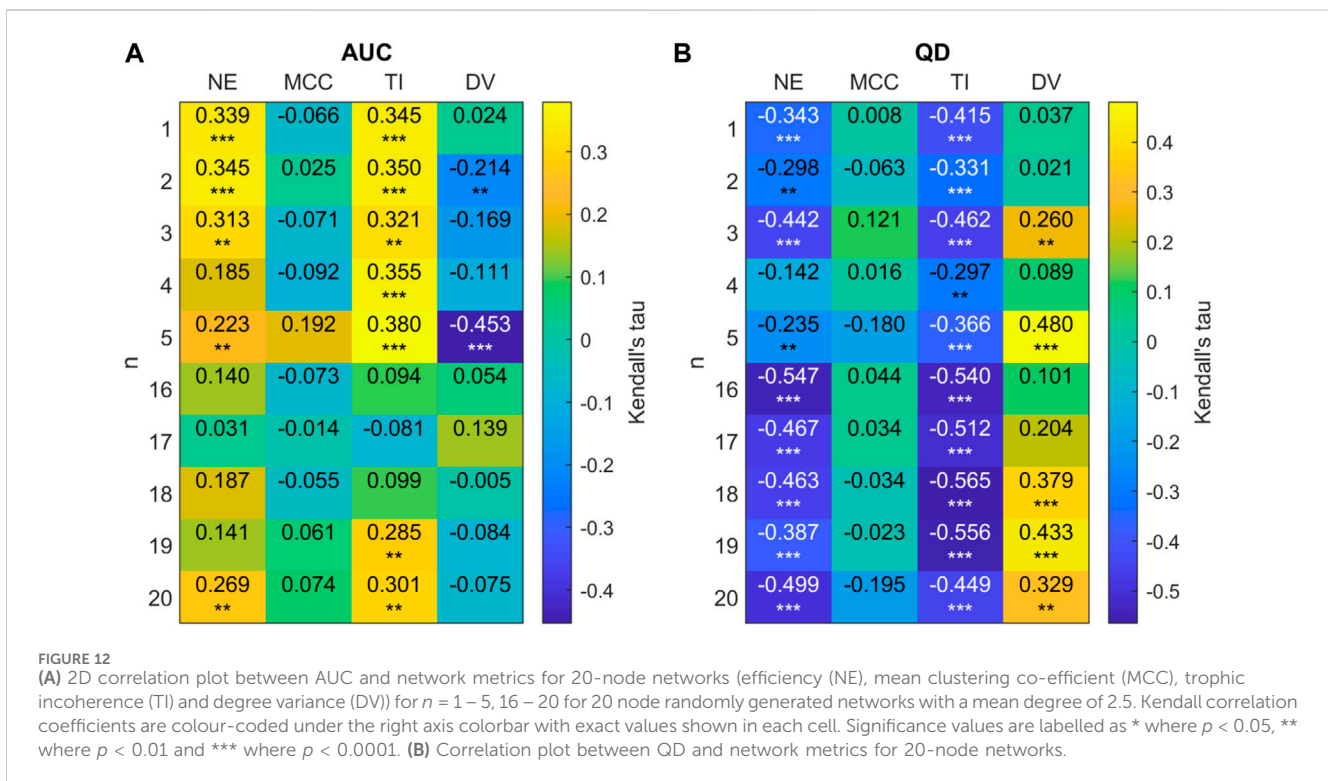 A AUC
NE MCC TI DV
1 0.339 -0.066 0.345 0.024
*** ***
2 0.345 0.025 0.350 -0.214
*** *** **
3 0.313 -0.071 0.321 -0.169
** **
4 0.185 -0.092 0.355 -0.111
***
5 0.223 0.192 0.380 -0.453
** *** ***
n
16 0.140 -0.073 0.094 0.054
17 0.031 -0.014 -0.081 0.139
18 0.187 -0.055 0.099 -0.005
19 0.141 0.061 0.285 -0.084
**
20 0.269 0.074 0.301 -0.075
** **
0.3
0.2
0.1
0
-0.1
-0.2
-0.3
-0.4
Kendall's tau
B QD
NE MCC TI DV
1 -0.343 0.008 -0.415 0.037
*** ***
2 -0.298 -0.063 -0.331 0.021
** ***
3 -0.442 0.121 -0.462 0.260
*** *** **
4 -0.142 0.016 -0.297 0.089
**
5 -0.235 -0.180 -0.366 0.480
** *** ***
n
16 -0.547 0.044 -0.540 0.101
*** ***
17 -0.467 0.034 -0.512 0.204
*** ***
18 -0.463 -0.034 -0.565 0.379
*** *** ***
19 -0.387 -0.023 -0.556 0.433
*** *** ***
20 -0.499 -0.195 -0.449 0.329
*** *** **
0.4
0.3
0.2
0.1
0
-0.1
-0.2
-0.3
-0.4
-0.5
Kendall's tau
FIGURE 12
(A) 2D correlation plot between AUC and network metrics for 20-node networks (efficiency (NE), mean clustering co-efficient (MCC), trophic
incoherence (TI) and degree variance (DV)) for n = 1 – 5, 16 – 20 for 20 node randomly generated networks with a mean degree of 2.5. Kendall correlation
coefficients are colour-coded under the right axis colorbar with exact values shown in each cell. Significance values are labelled as * where p < 0.05, **
where p < 0.01 and *** where p < 0.0001. (B) Correlation plot between QD and network metrics for 20-node networks.